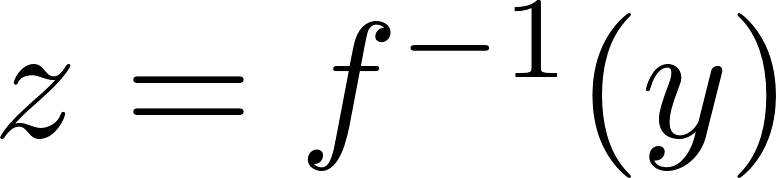 z = f⁻¹(y)